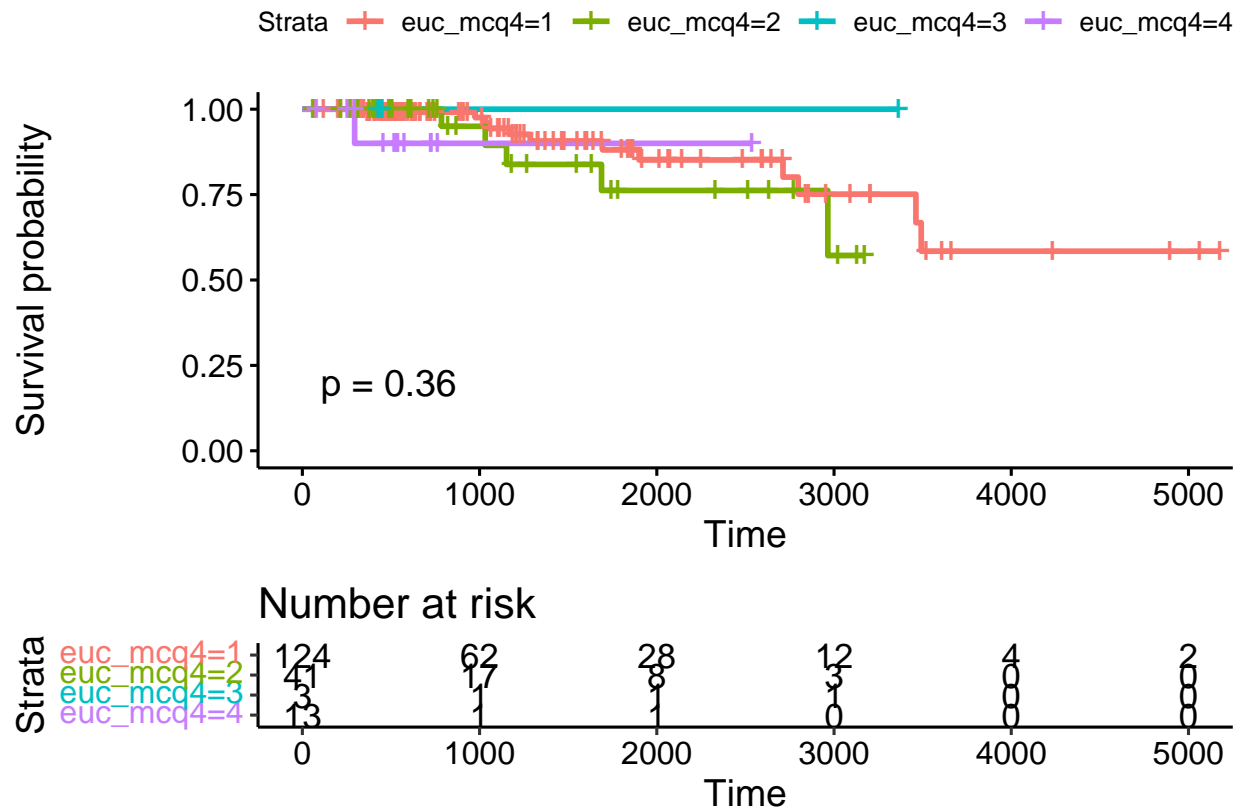 Strata euc_mcq4=1 euc_mcq4=2 euc_mcq4=3 euc_mcq4=4
Survival probability
1.00
0.75
0.50
0.25
0.00
p = 0.36
0 1000 2000 3000 4000 5000
Time
Number at risk
Strata
euc_mcq4=1 124 62 28 12 4 2
euc_mcq4=2 41 17 8 3 0 0
euc_mcq4=3 3 1 1 1 0 0
euc_mcq4=4 13 1 1 0 0 0
0 1000 2000 3000 4000 5000
Time